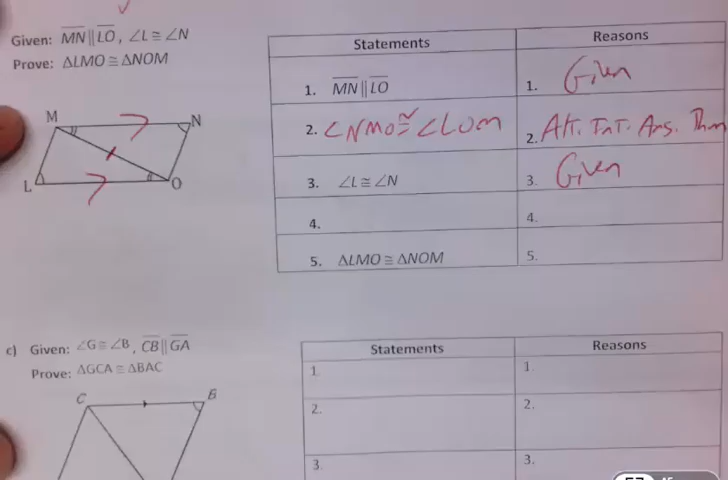 Given: MN || LO, ∠L ≅ ∠N
Prove: ΔLMO ≅ ΔNOM
M
N
L
O
Statements
Reasons
1. MN || LO
1. Given
2. ∠NMO ≅ ∠LOM
2. Alt. Int. Ans. Thm
3. ∠L ≅ ∠N
3. Given
4.
4.
5. ΔLMO ≅ ΔNOM
5.
c) Given: ∠G ≅ ∠B, CB || GA
Prove: ΔGCA ≅ ΔBAC
C
B
Statements
Reasons
1.
1.
2.
2.
3.
3.